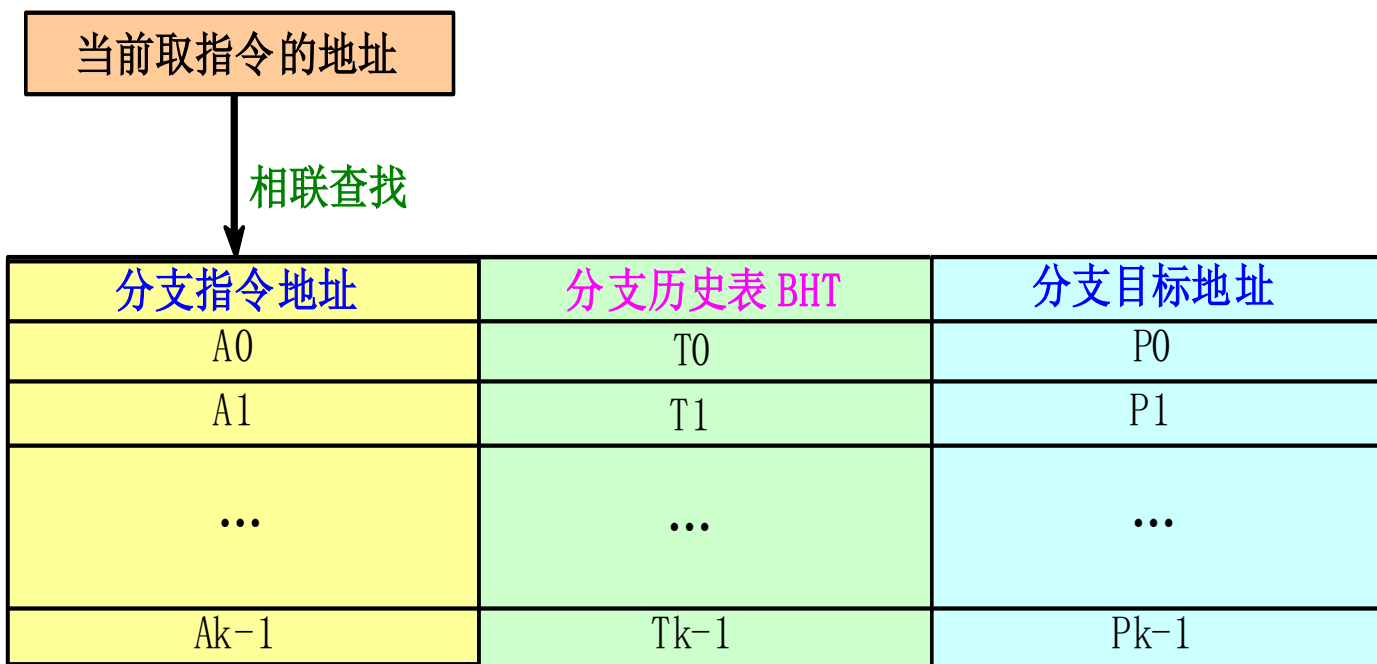 当前取指令的地址
相联查找
分支指令地址 分支历史表 BHT 分支目标地址
A0 T0 P0
A1 T1 P1
... ... ...
Ak-1 Tk-1 Pk-1